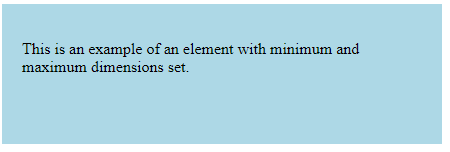 This is an example of an element with minimum and
maximum dimensions set.